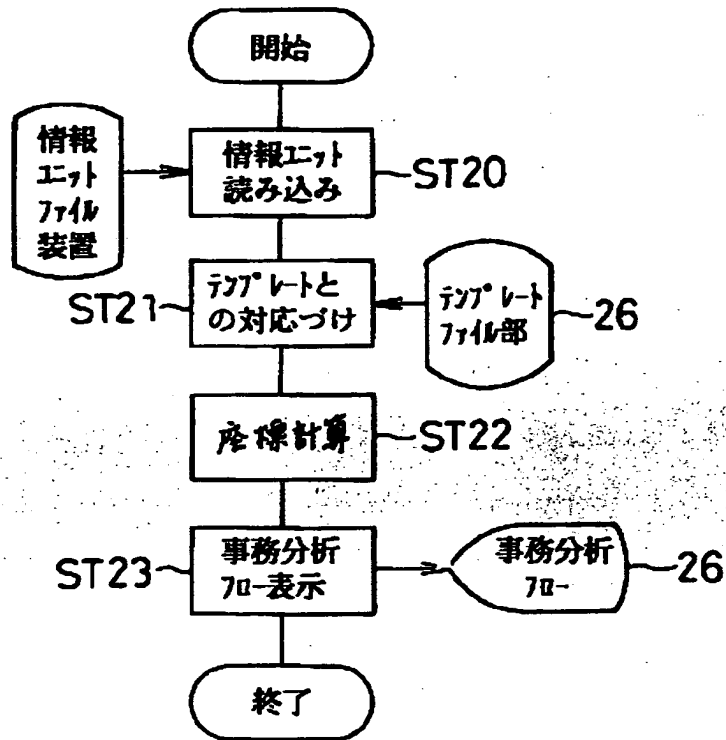 開始
情報
ユニット
ファイル
装置
情報ユニット
読み込み
ST20
ST21
テンプレートと
の対応づけ
テンプレート
ファイル部
26
座標計算
ST22
ST23
事務分析
フロー表示
事務分析
フロー
26
終了